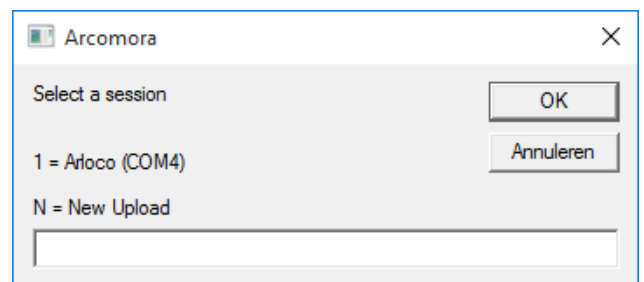 Arcomora
Select a session
OK
Annuleren
1 = Arloco (COM4)
N = New Upload